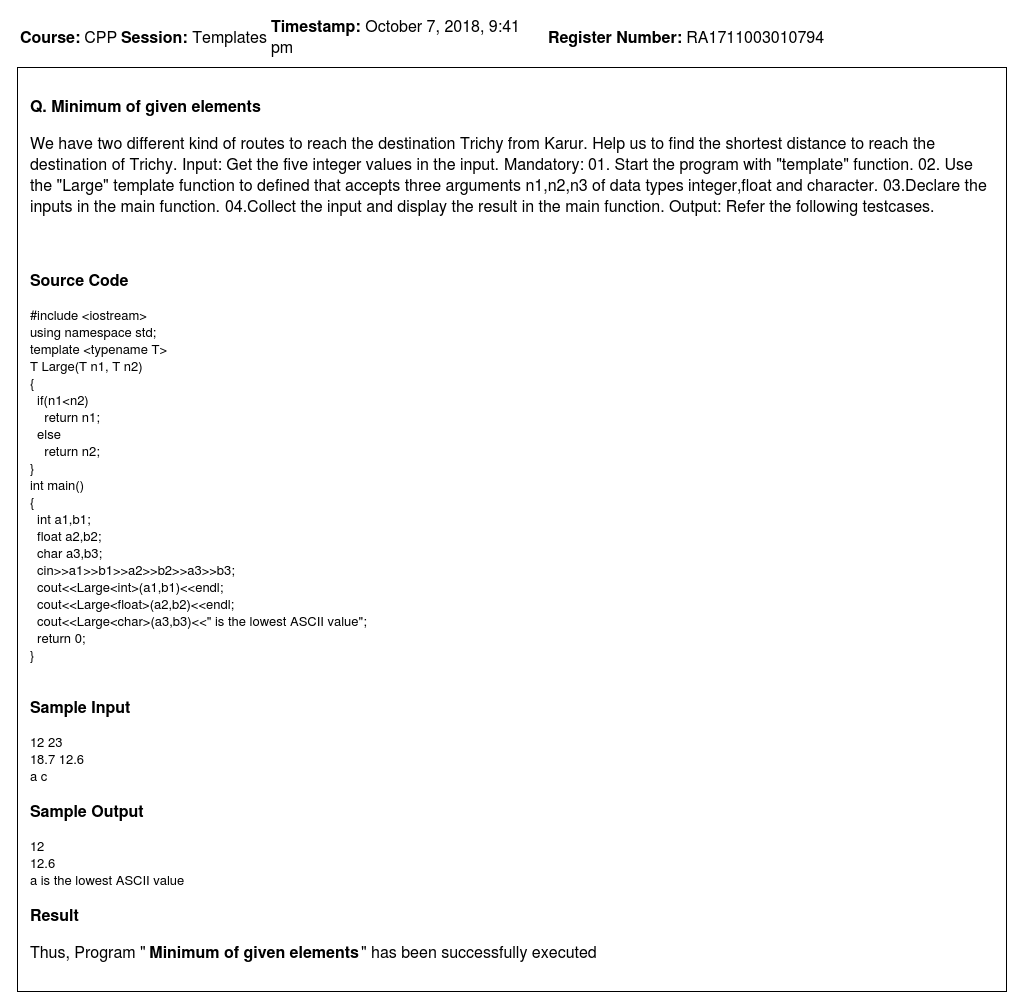 Course: CPP Session: Templates Timestamp: October 7, 2018, 9:41 pm Register Number: RA1711003010794
Q. Minimum of given elements
We have two different kind of routes to reach the destination Trichy from Karur. Help us to find the shortest distance to reach the
destination of Trichy. Input: Get the five integer values in the input. Mandatory: 01. Start the program with "template" function. 02. Use
the "Large" template function to defined that accepts three arguments n1,n2,n3 of data types integer,float and character. 03.Declare the
inputs in the main function. 04.Collect the input and display the result in the main function. Output: Refer the following testcases.
Source Code
#include <iostream>
using namespace std;
template <typename T>
T Large(T n1, T n2)
{
  if(n1<n2)
    return n1;
  else
    return n2;
}
int main()
{
  int a1,b1;
  float a2,b2;
  char a3,b3;
  cin>>a1>>b1>>a2>>b2>>a3>>b3;
  cout<<Large<int>(a1,b1)<<endl;
  cout<<Large<float>(a2,b2)<<endl;
  cout<<Large<char>(a3,b3)<<" is the lowest ASCII value";
  return 0;
}
Sample Input
12 23
18.7 12.6
a c
Sample Output
12
12.6
a is the lowest ASCII value
Result
Thus, Program " Minimum of given elements" has been successfully executed